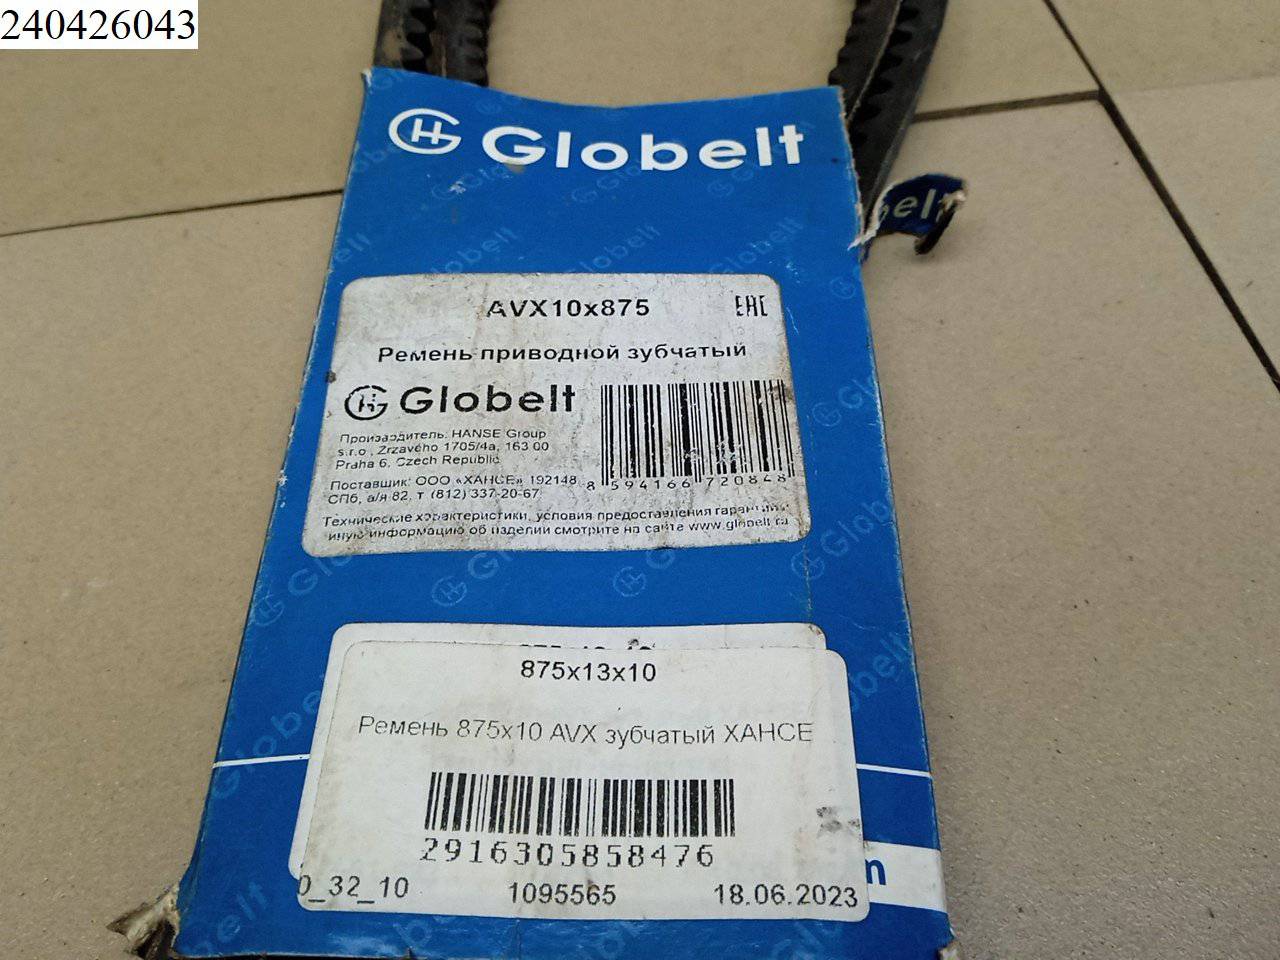 240426043
Globelt
belt
AVX10x875
EAC
Ремень приводной зубчатый
Globelt
Производитель: HANSE Group
s.r.o., Zrzavého 1705/4a, 163 00
Praha 6, Czech Republic
Поставщик: ООО «ХАНСЕ» 192148
СПб, а/я 82, т (812) 337-20-67
8 594166 720848
Технические характеристики, условия предоставления гарантии
иную информацию об изделии смотрите на сайте www.globelt.ru
875x13x10
Ремень 875x10 AVX зубчатый ХАНСЕ
2916305858476
0_32_10
1095565
18.06.2023
m